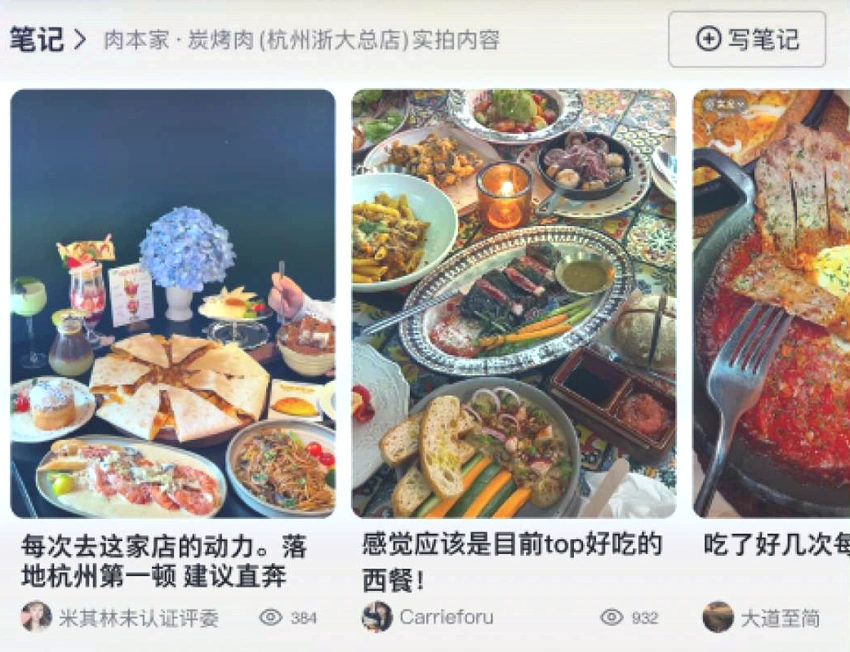 笔记 > 肉本家·炭烤肉(杭州浙大总店)实拍内容
写笔记
每次去这家店的动力。落
地杭州第一顿 建议直奔
米其林未认证评委
384
感觉应该是目前top好吃的
西餐!
Carrieforu
932
吃了好几次每
大道至简